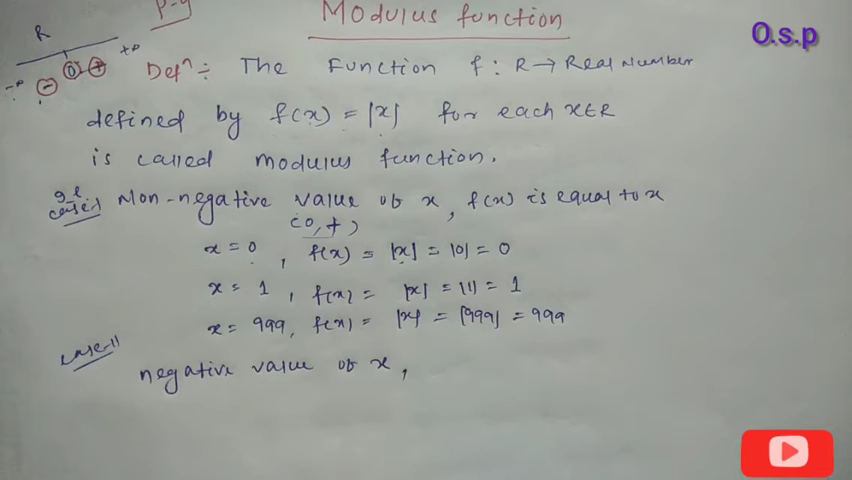 P-9
Modulus function
O.s.p
R
+∞
-∞
- 0 +
Defⁿ ÷ The Function f : R → Real Number
defined by f(x) = |x| for each x∈R
is called modulus function.
case-I Non-negative value of x, f(x) is equal to x
(0,+)
x = 0, f(x) = |x| = |0| = 0
x = 1, f(x) = |x| = |1| = 1
x = 999, f(x) = |x| = |999| = 999
case-II
negative value of x,